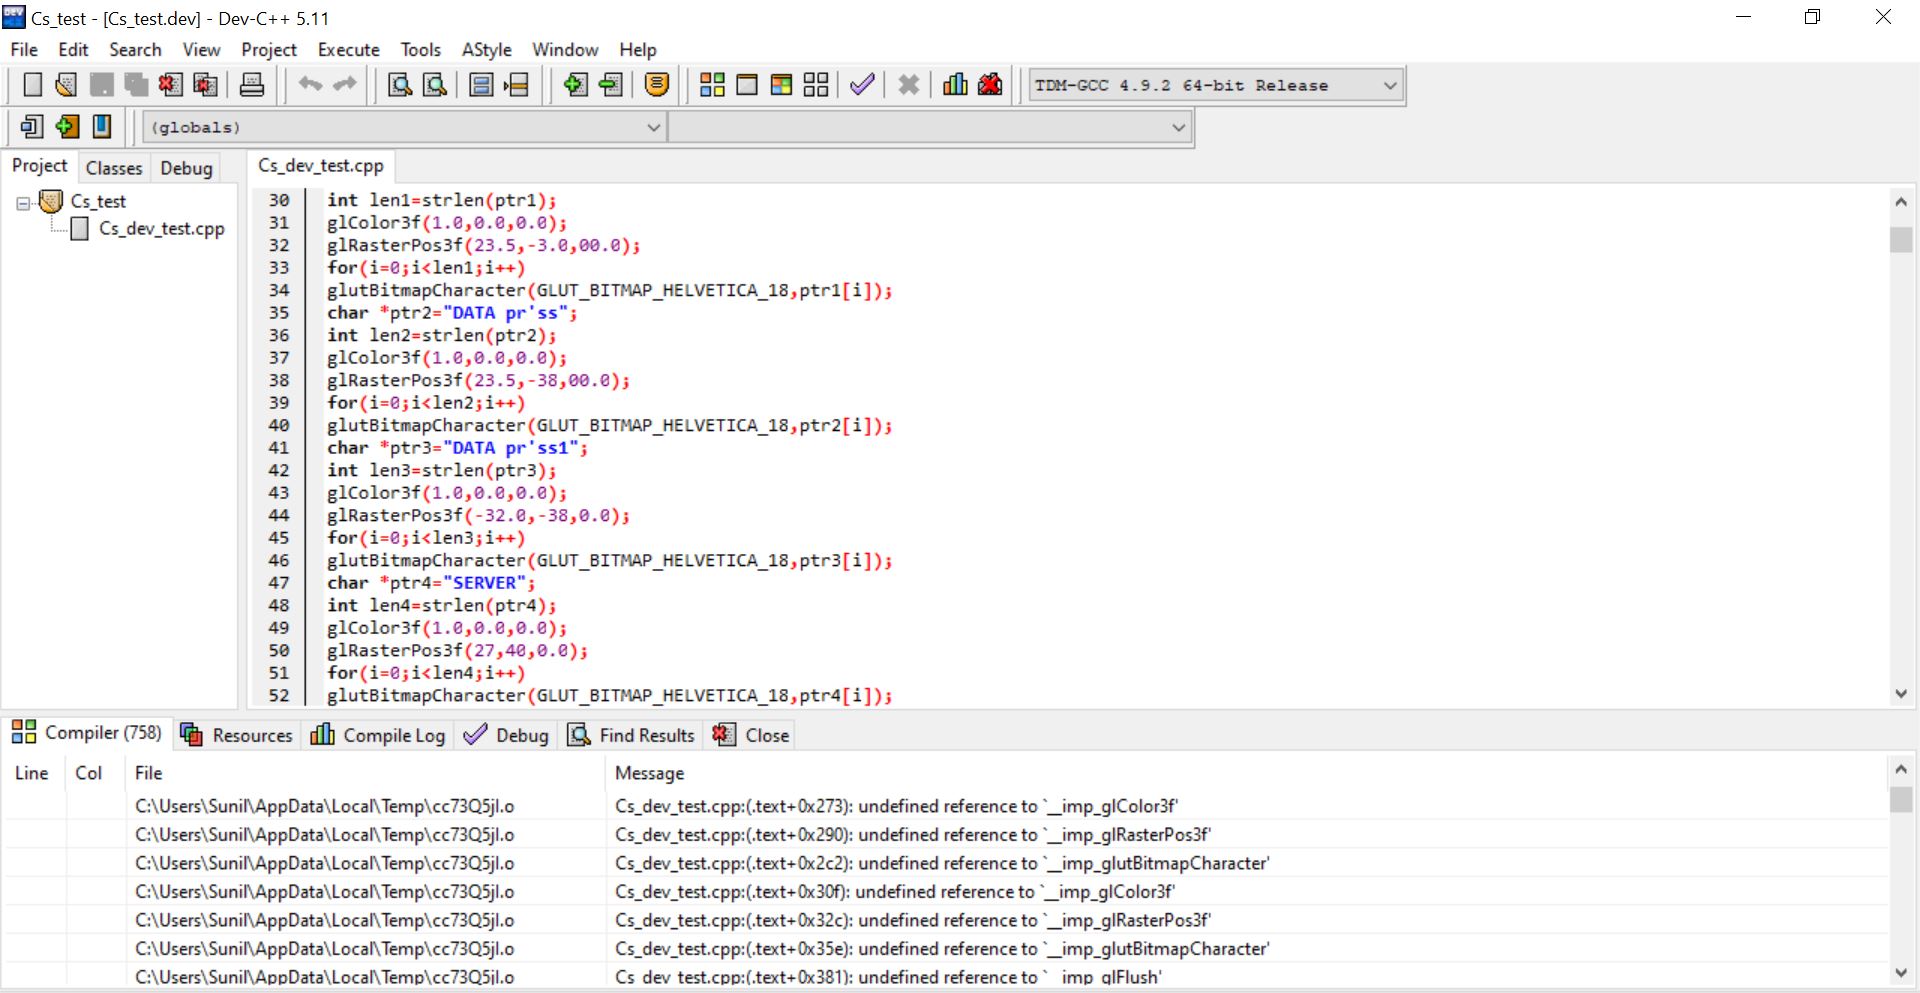 Cs_test - [Cs_test.dev] - Dev-C++ 5.11
File Edit Search View Project Execute Tools AStyle Window Help
TDM-GCC 4.9.2 64-bit Release
(globals)
Project Classes Debug
Cs_dev_test.cpp
Cs_test
Cs_dev_test.cpp
30 int len1=strlen(ptr1);
31 glColor3f(1.0,0.0,0.0);
32 glRasterPos3f(23.5,-3.0,00.0);
33 for(i=0;i<len1;i++)
34 glutBitmapCharacter(GLUT_BITMAP_HELVETICA_18,ptr1[i]);
35 char *ptr2="DATA pr'ss";
36 int len2=strlen(ptr2);
37 glColor3f(1.0,0.0,0.0);
38 glRasterPos3f(23.5,-38,00.0);
39 for(i=0;i<len2;i++)
40 glutBitmapCharacter(GLUT_BITMAP_HELVETICA_18,ptr2[i]);
41 char *ptr3="DATA pr'ss1";
42 int len3=strlen(ptr3);
43 glColor3f(1.0,0.0,0.0);
44 glRasterPos3f(-32.0,-38,0.0);
45 for(i=0;i<len3;i++)
46 glutBitmapCharacter(GLUT_BITMAP_HELVETICA_18,ptr3[i]);
47 char *ptr4="SERVER";
48 int len4=strlen(ptr4);
49 glColor3f(1.0,0.0,0.0);
50 glRasterPos3f(27,40,0.0);
51 for(i=0;i<len4;i++)
52 glutBitmapCharacter(GLUT_BITMAP_HELVETICA_18,ptr4[i]);
Compiler (758) Resources Compile Log Debug Find Results Close
Line Col File Message
C:\Users\Sunil\AppData\Local\Temp\cc73Q5jl.o Cs_dev_test.cpp:(.text+0x273): undefined reference to `__imp_glColor3f'
C:\Users\Sunil\AppData\Local\Temp\cc73Q5jl.o Cs_dev_test.cpp:(.text+0x290): undefined reference to `__imp_glRasterPos3f'
C:\Users\Sunil\AppData\Local\Temp\cc73Q5jl.o Cs_dev_test.cpp:(.text+0x2c2): undefined reference to `__imp_glutBitmapCharacter'
C:\Users\Sunil\AppData\Local\Temp\cc73Q5jl.o Cs_dev_test.cpp:(.text+0x30f): undefined reference to `__imp_glColor3f'
C:\Users\Sunil\AppData\Local\Temp\cc73Q5jl.o Cs_dev_test.cpp:(.text+0x32c): undefined reference to `__imp_glRasterPos3f'
C:\Users\Sunil\AppData\Local\Temp\cc73Q5jl.o Cs_dev_test.cpp:(.text+0x35e): undefined reference to `__imp_glutBitmapCharacter'
C:\Users\Sunil\AppData\Local\Temp\cc73Q5jl.o Cs_dev_test.cpp:(.text+0x381): undefined reference to `__imp_glFlush'